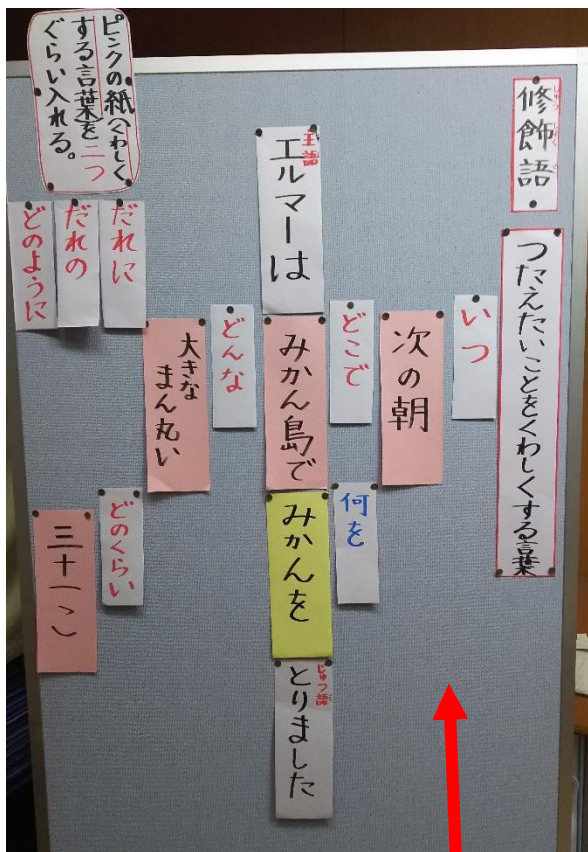 修飾語
つたえたいことをくわしくする言葉
いつ
次の朝
主語
エルマーは
どこで
みかん島で
何を
みかんを
じゅつ語
とりました
どんな
大きな
まん丸い
どのくらい
三十一こ
ピンクの紙(くわしく
する言葉)を二つ
ぐらい入れる。
だれに
だれの
どのように